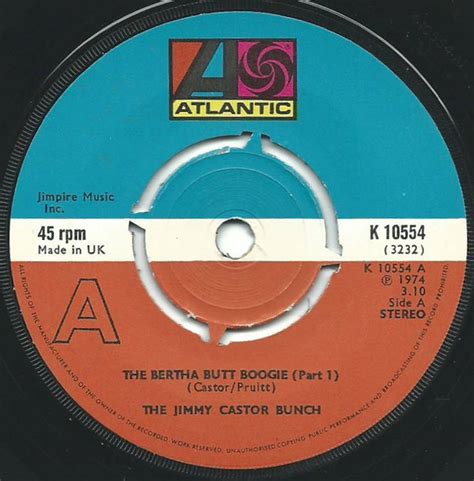 A
ATLANTIC
Jimpire Music
Inc.
45 rpm
Made in UK
K 10554
(3232)
K 10554 A
℗ 1974
3.10
Side A
STEREO
A
THE BERTHA BUTT BOOGIE (Part 1)
(Castor/Pruitt)
THE JIMMY CASTOR BUNCH
ALL RIGHTS OF THE MANUFACTURER AND OF THE OWNER OF THE RECORDED WORK RESERVED. UNAUTHORISED COPYING PUBLIC PERFORMANCE AND BROADCASTING OF THIS RECORD PROHIBITED.